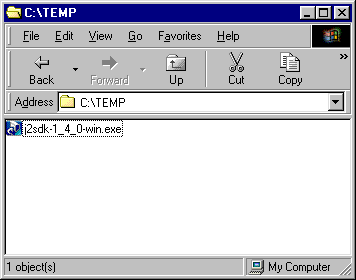 C:\TEMP
File Edit View Go Favorites
Back Forward Up Cut Copy »
Address C:\TEMP
j2sdk-1_4_0-win.exe
1 object(s) My Computer